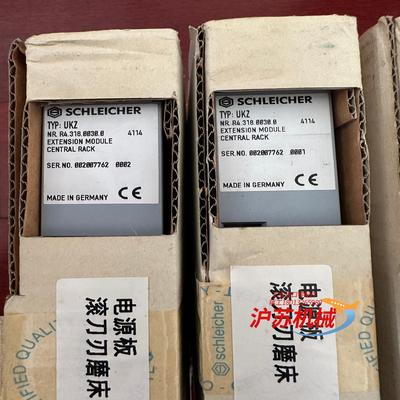 SCHLEICHER
TYP: UKZ
NR. R4.318.0030.0 4114
EXTENSION MODULE
CENTRAL RACK
SER.NO. 002007762 0002
MADE IN GERMANY CE
SCHLEICHER
TYP: UKZ
NR. R4.318.0030.0 4114
EXTENSION MODULE
CENTRAL RACK
SER.NO. 002007762 0001
MADE IN GERMANY CE
电源板
滚刀刃磨床
电源板
滚刀刃磨床
schleicher
沪苏机械